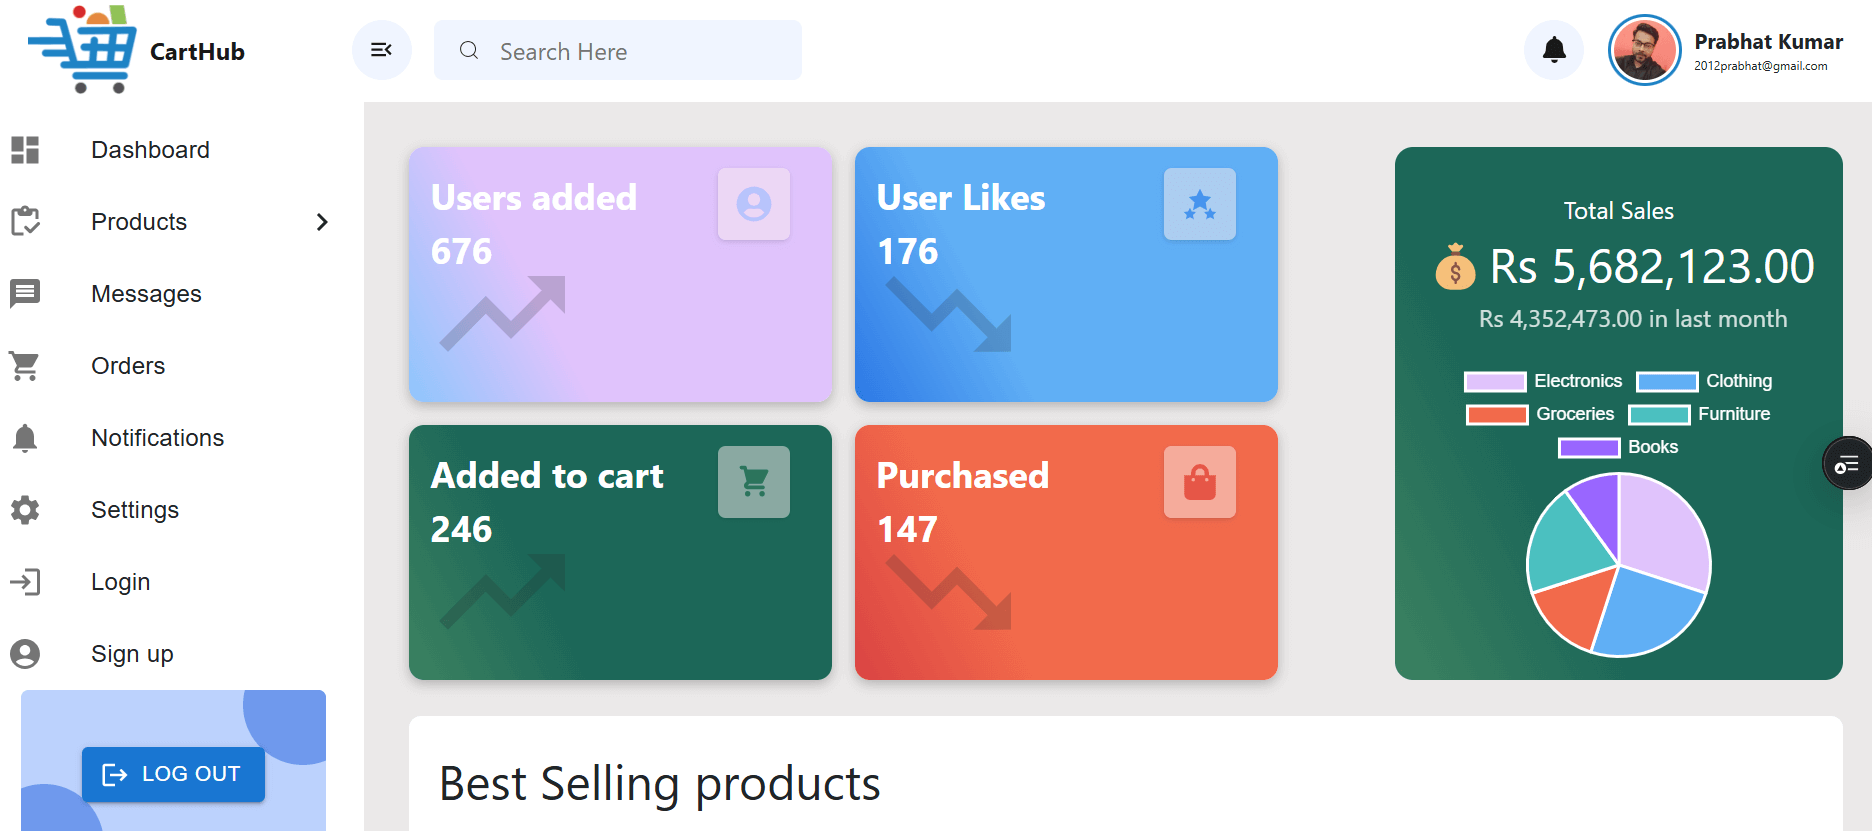 CartHub
Search Here
Prabhat Kumar
2012prabhat@gmail.com
Dashboard
Products
Messages
Orders
Notifications
Settings
Login
Sign up
LOG OUT
Users added
676
User Likes
176
Added to cart
246
Purchased
147
Total Sales
Rs 5,682,123.00
Rs 4,352,473.00 in last month
Electronics Clothing
Groceries Furniture
Books
Best Selling products